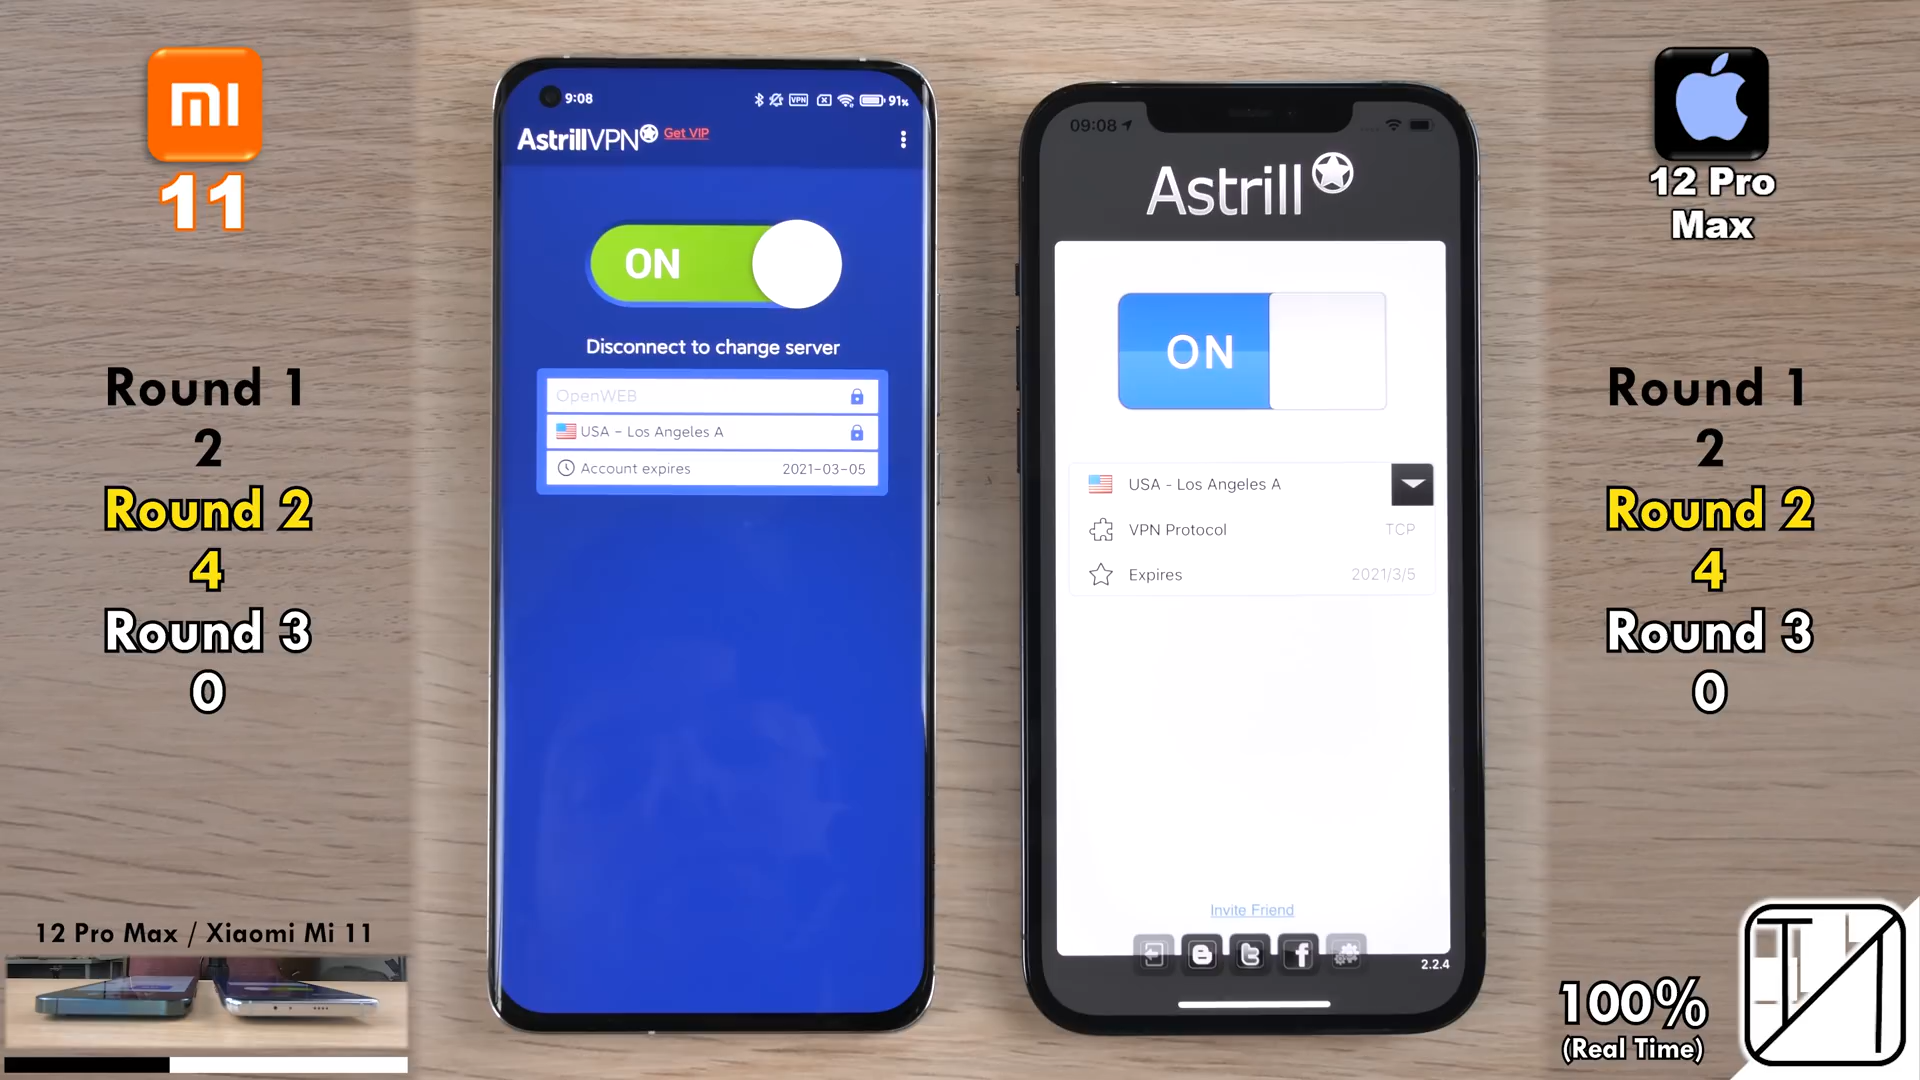 mi
11
Round 1
2
Round 2
4
Round 3
0
12 Pro Max / Xiaomi Mi 11
9:08
VPN
91%
AstrillVPN Get VIP
ON
Disconnect to change server
OpenWEB
USA - Los Angeles A
Account expires 2021-03-05
09:08
Astrill
ON
USA - Los Angeles A
VPN Protocol TCP
Expires 2021/3/5
Invite Friend
2.2.4
12 Pro
Max
Round 1
2
Round 2
4
Round 3
0
100%
(Real Time)